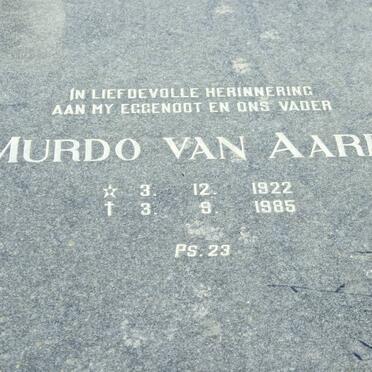 IN LIEFDEVOLLE HERINNERING
AAN MY EGGENOOT EN ONS VADER
MURDO VAN AARD
☆ 3. 12. 1922
† 3. 9. 1985
PS. 23